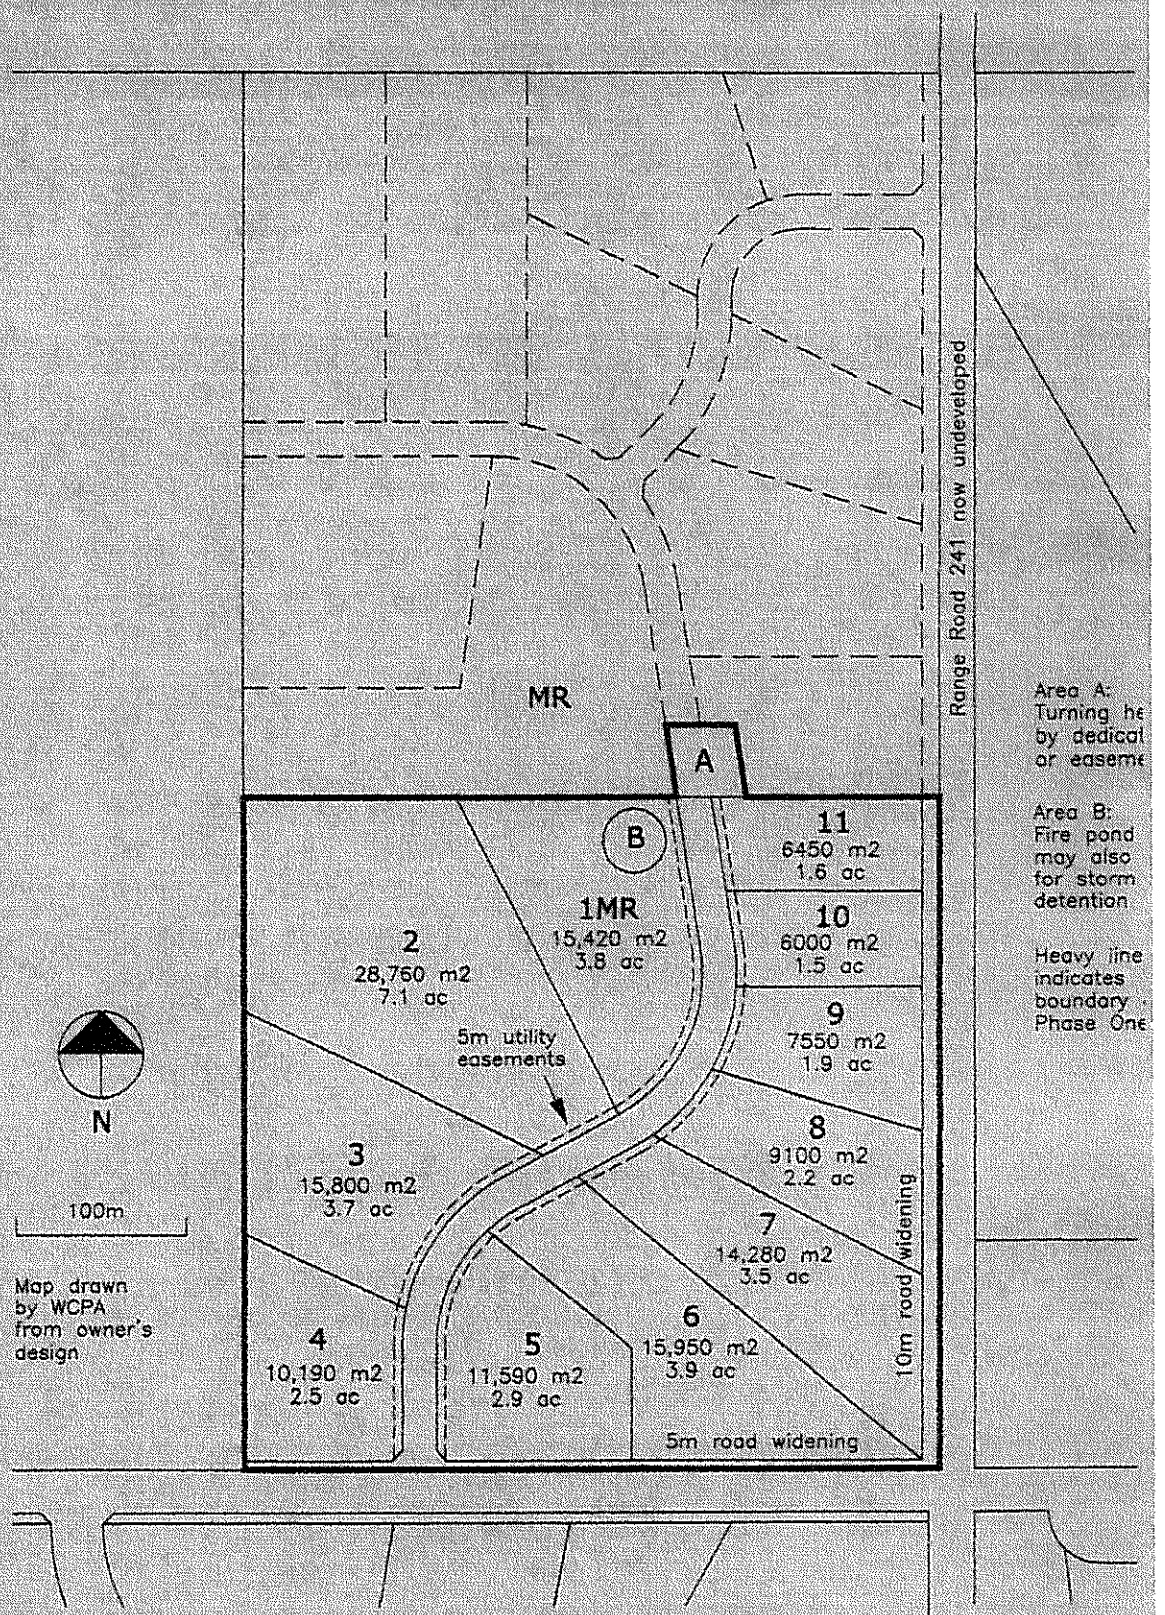 Range Road 241 now undeveloped
MR
A
Area A:
Turning
by
or
B
Area B:
Fire pond
may also
for storm
detention
11
6450 m2
1.6 ac
1MR
15,420 m2
3.8 ac
10
6000 m2
1.5 ac
2
28,760 m2
7.1 ac
Heavy line
indicates
boundary
Phase One
9
7550 m2
1.9 ac
5m utility
easements
N
8
9100 m2
2.2 ac
3
15,800 m2
3.7 ac
100m
7
14,280 m2
3.5 ac
10m road widening
Map drawn
by WCPA
from owner's
design
6
15,950 m2
3.9 ac
4
10,190 m2
2.5 ac
5
11,590 m2
2.9 ac
5m road widening